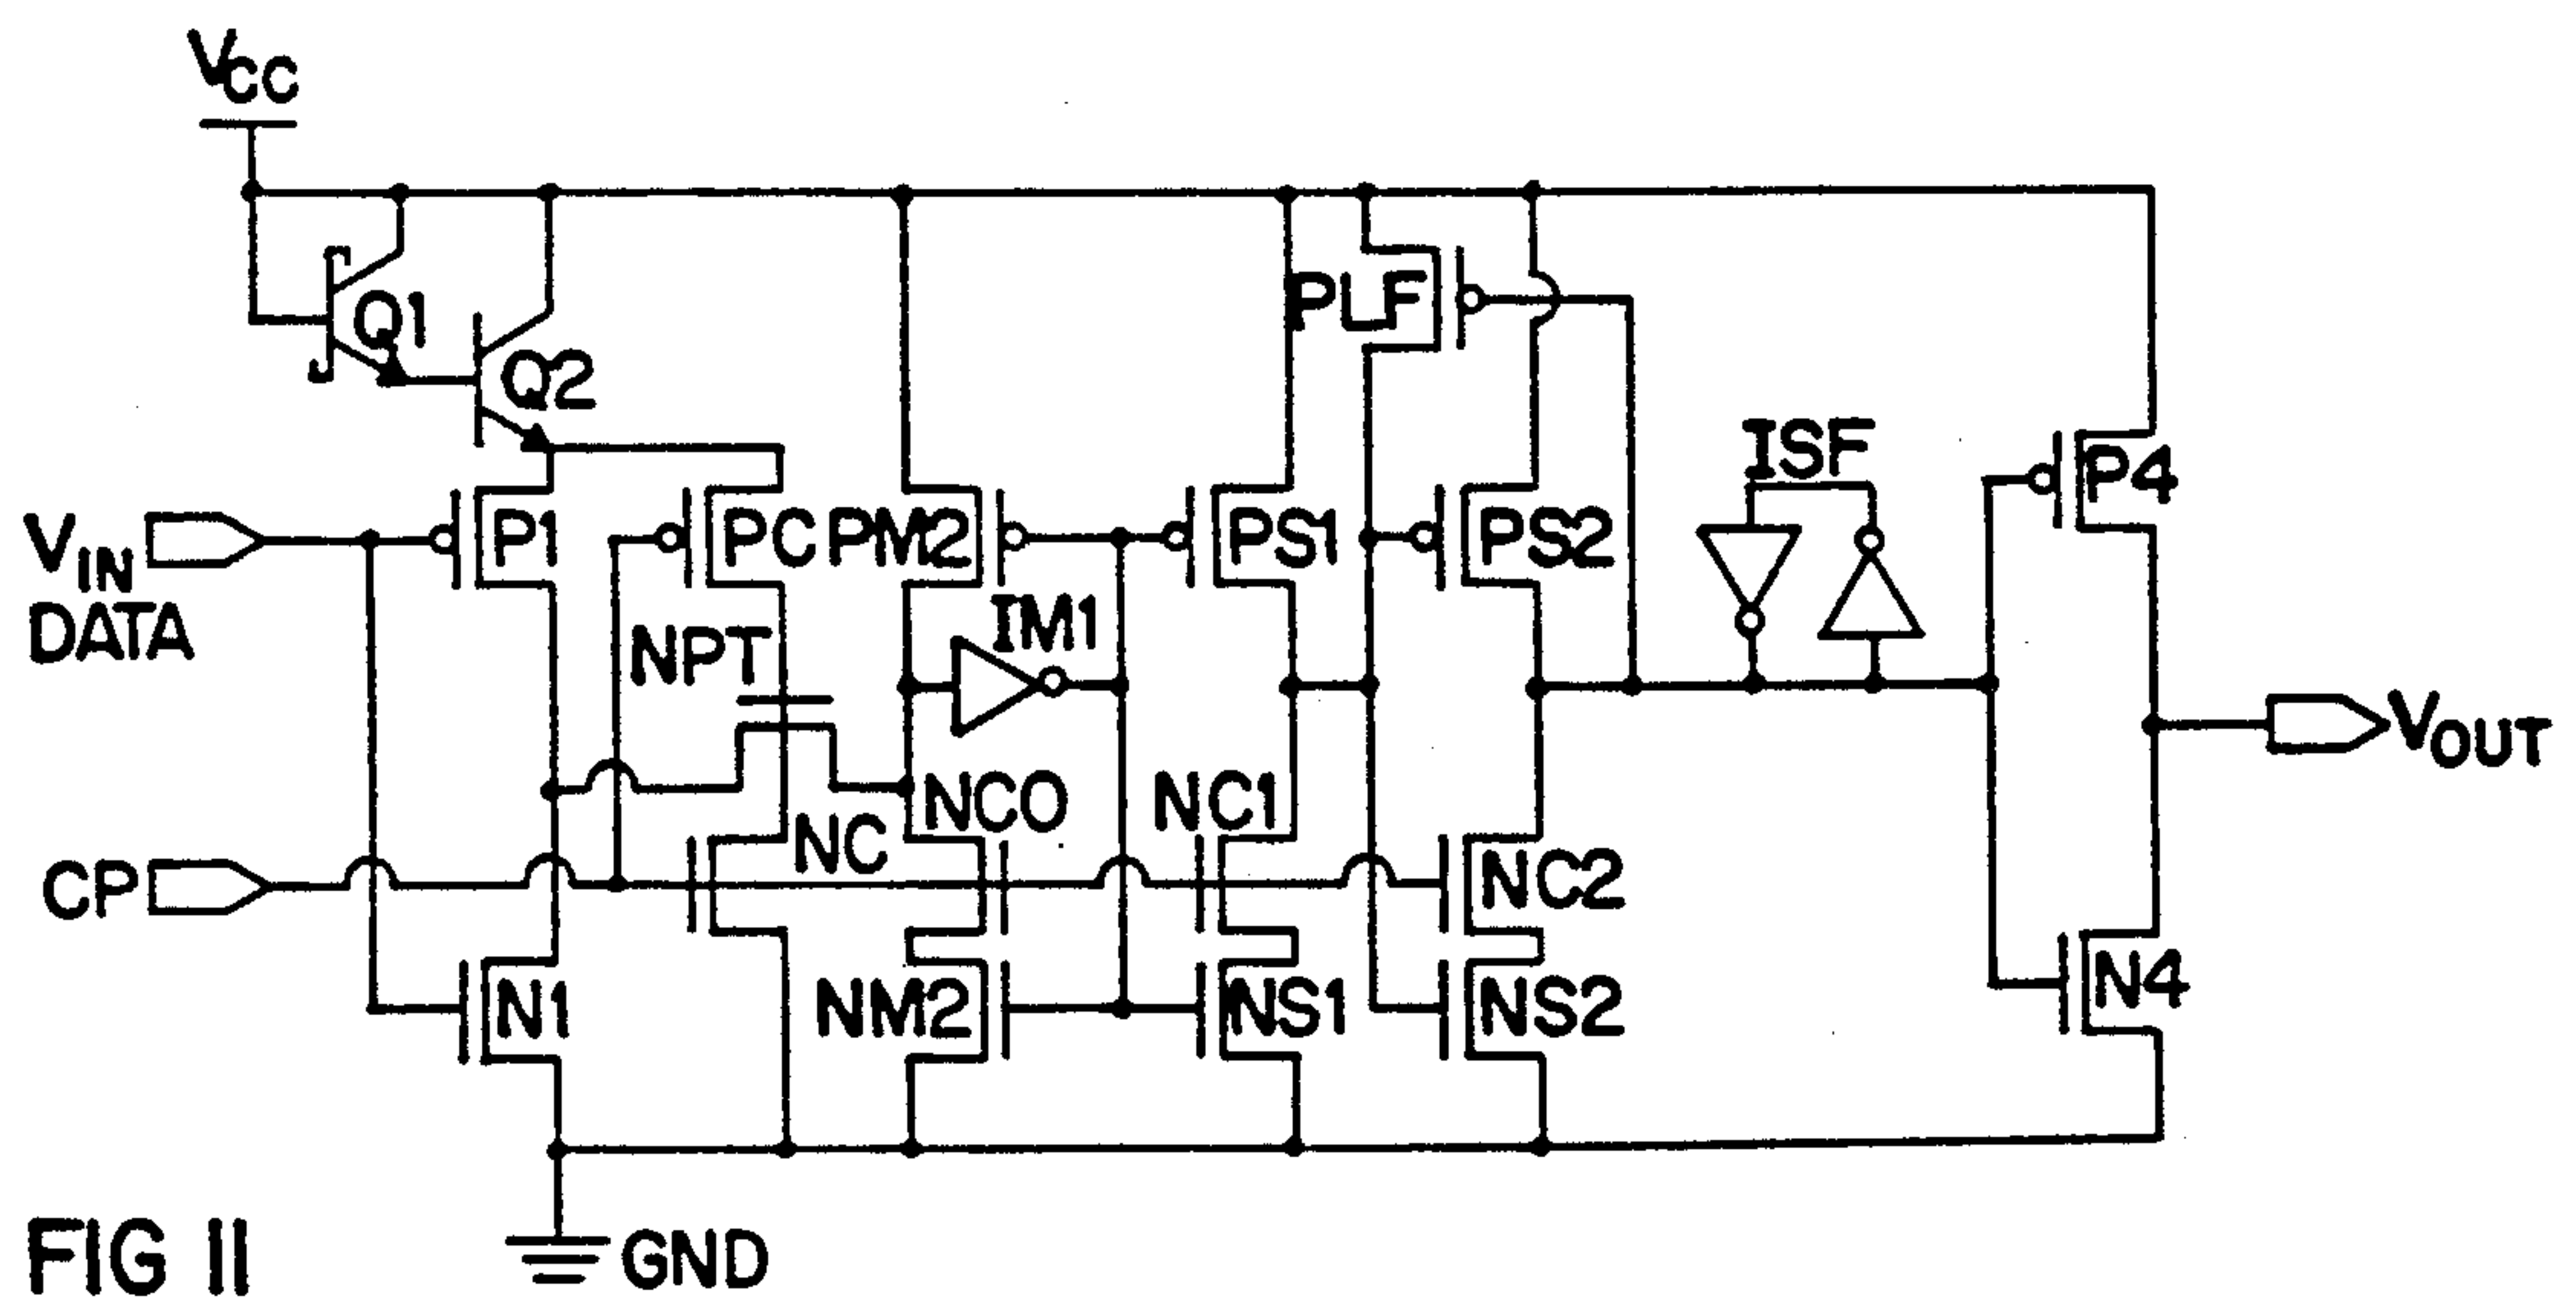 VCC
Q1
Q2
PLF
ISF
P4
VIN
DATA
P1
PC
PM2
PS1
PS2
IM1
NPT
VOUT
NCO
NC1
NC
NC2
CP
N1
NM2
NS1
NS2
N4
FIG 11
GND